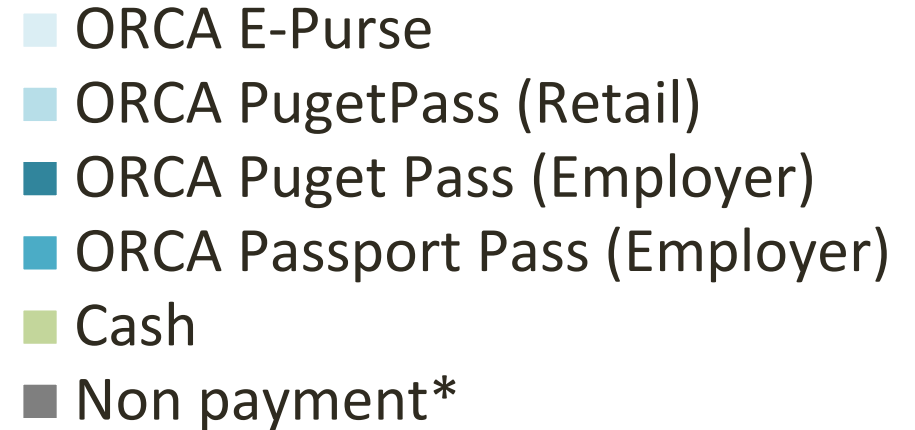 ORCA E-Purse
ORCA PugetPass (Retail)
ORCA Puget Pass (Employer)
ORCA Passport Pass (Employer)
Cash
Non payment*